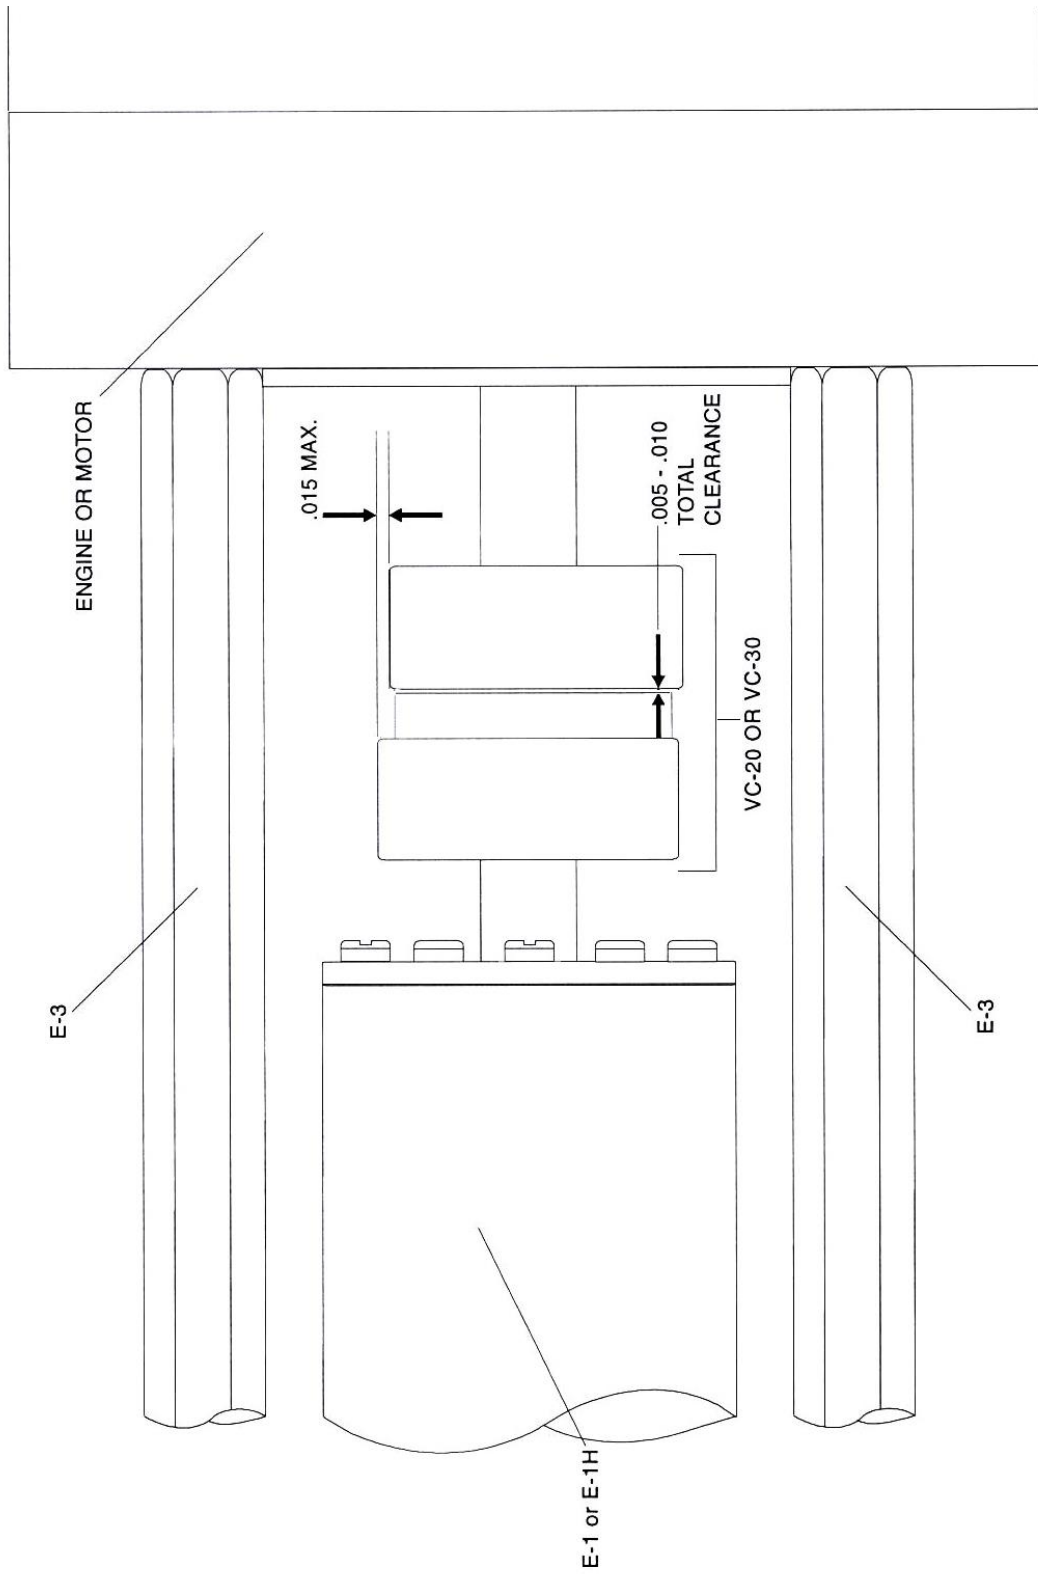 ENGINE OR MOTOR
.015 MAX.
.005 - .010
TOTAL
CLEARANCE
VC-20 OR VC-30
E-3
E-3
E-1 or E-1H